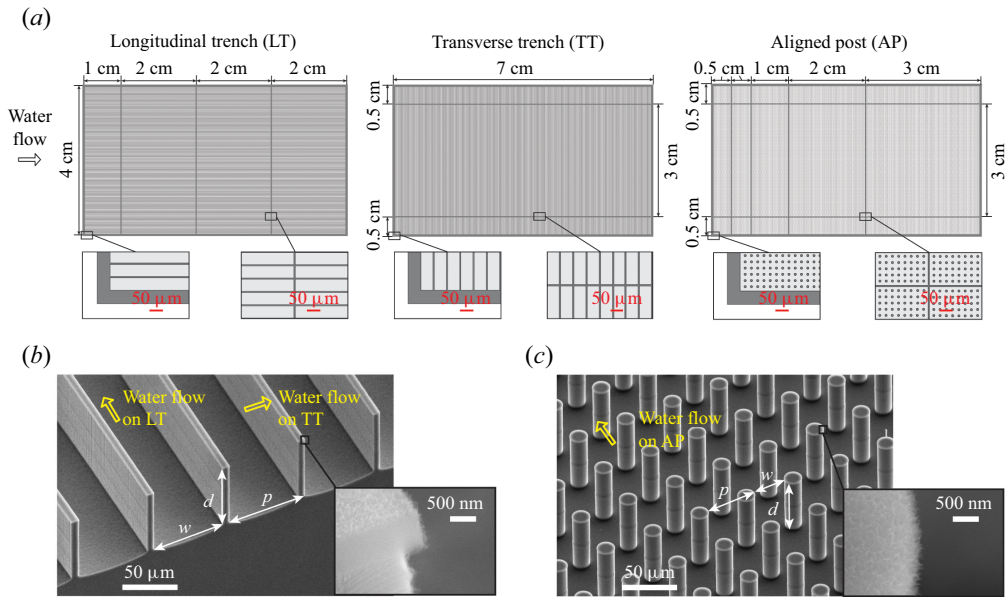 (a)
Longitudinal trench (LT)
Transverse trench (TT)
Aligned post (AP)
1 cm
2 cm
2 cm
2 cm
7 cm
0.5 cm
1 cm
2 cm
3 cm
Water
flow
4 cm
0.5 cm
3 cm
0.5 cm
0.5 cm
3 cm
0.5 cm
50 μm
50 μm
50 μm
50 μm
50 μm
50 μm
(b)
(c)
Water flow
on LT
Water flow
on TT
d
p
w
500 nm
50 μm
Water flow
on AP
p
w
d
500 nm
50 μm